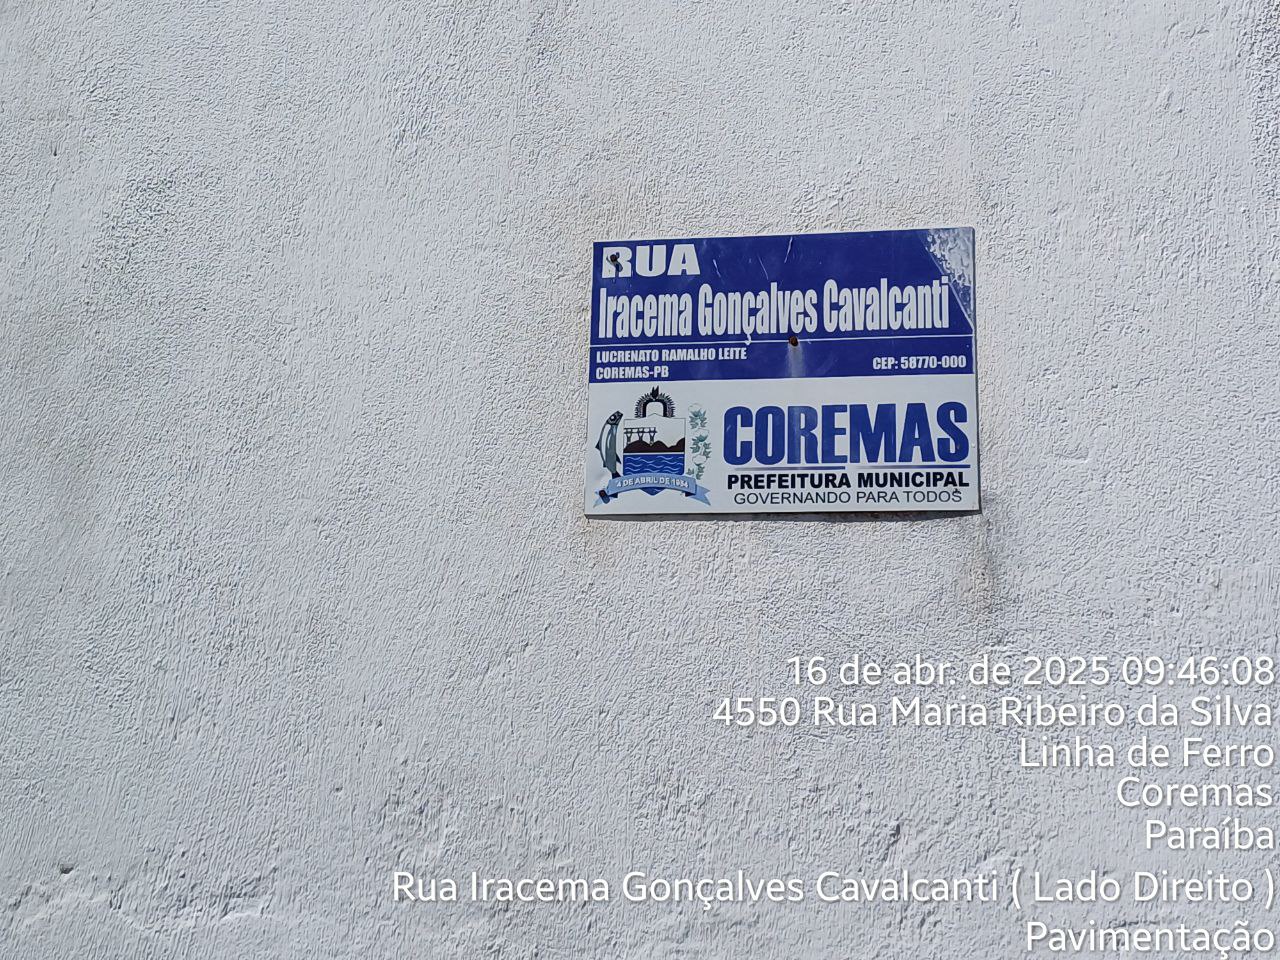 RUA
Iracema Gonçalves Cavalcanti
LUCRENATO RAMALHO LEITE
COREMAS-PB
CEP: 58770-000
4 DE ABRIL DE 1954
COREMAS
PREFEITURA MUNICIPAL
GOVERNANDO PARA TODOS
16 de abr. de 2025 09:46:08
4550 Rua Maria Ribeiro da Silva
Linha de Ferro
Coremas
Paraíba
Rua Iracema Gonçalves Cavalcanti ( Lado Direito )
Pavimentação